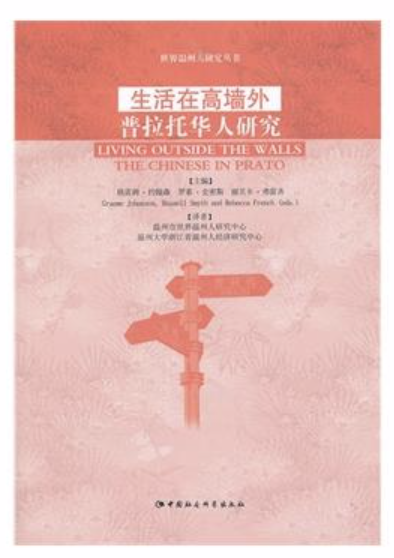 世界温州人研究丛书
生活在高墙外
普拉托华人研究
LIVING OUTSIDE THE WALLS
THE CHINESE IN PRATO
【主编】
格雷姆·约翰森 罗素·史密斯 丽贝卡·弗雷齐
Graeme Johanson, Russell Smyth and Rebecca French (eds.)
【译者】
温州市世界温州人研究中心
温州大学浙江省温州人经济研究中心
中国社会科学出版社